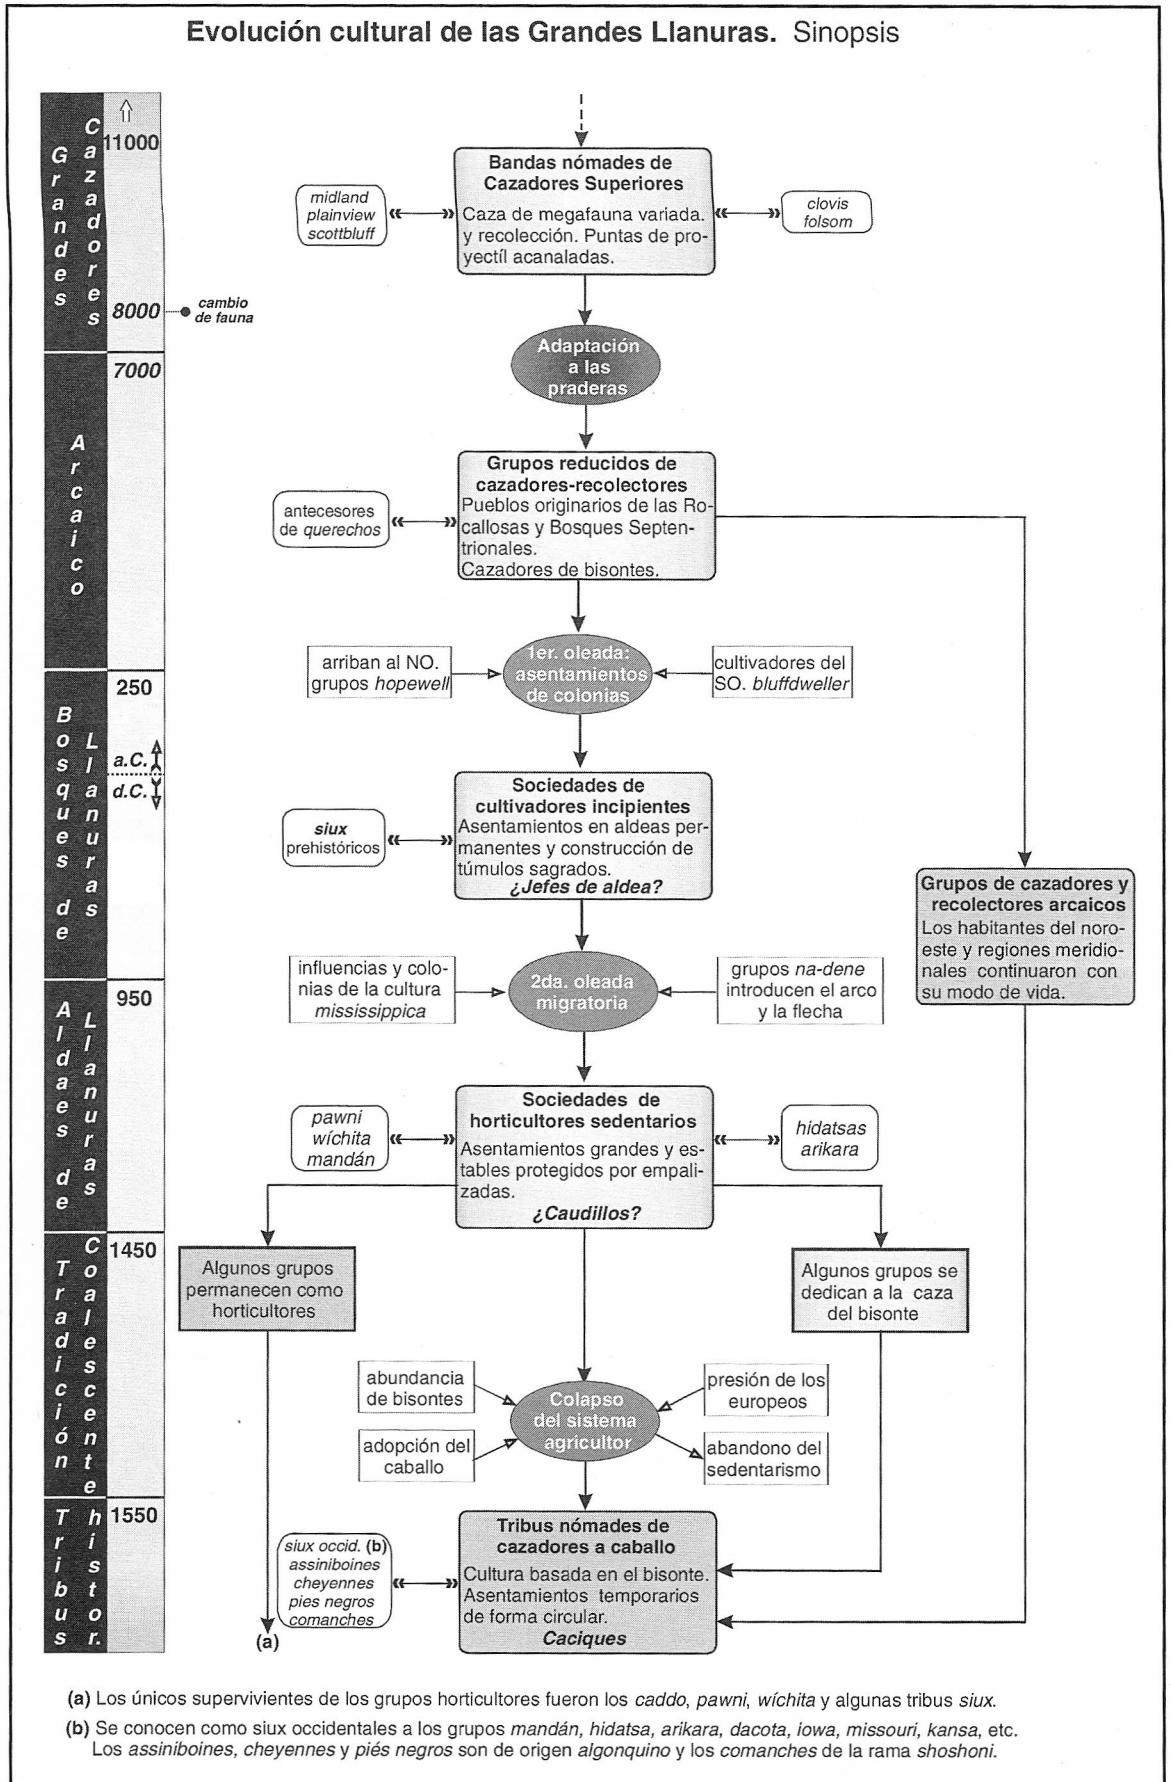 Evolución cultural de las Grandes Llanuras. Sinopsis
Grandes
Cazadores
11000
8000
cambio
de fauna
Bandas nómades de
Cazadores Superiores
Caza de megafauna variada.
y recolección. Puntas de pro-
yectíl acanaladas.
midland
plainview
scottbluff
clovis
folsom
Adaptación
a las
praderas
Arcaico
7000
Grupos reducidos de
cazadores-recolectores
Pueblos originarios de las Ro-
callosas y Bosques Septen-
trionales.
Cazadores de bisontes.
antecesores
de querechos
1er. oleada:
asentamientos
de colonias
arriban al NO.
grupos hopewell
cultivadores del
SO. bluffdweller
Bosques de
Llanuras
250
a.C.
d.C.
Sociedades de
cultivadores incipientes
Asentamientos en aldeas per-
manentes y construcción de
túmulos sagrados.
¿Jefes de aldea?
siux
prehistóricos
Grupos de cazadores y
recolectores arcaicos
Los habitantes del noro-
este y regiones meridio-
nales continuaron con
su modo de vida.
2da. oleada
migratoria
influencias y colo-
nias de la cultura
mississippica
grupos na-dene
introducen el arco
y la flecha
Aldeas de
Llanuras
950
Sociedades de
horticultores sedentarios
Asentamientos grandes y es-
tables protegidos por empali-
zadas.
¿Caudillos?
pawni
wíchita
mandán
hidatsas
arikara
Tradición
Coalescente
1450
Algunos grupos
permanecen como
horticultores
Algunos grupos se
dedican a la caza
del bisonte
Colapso
del sistema
agricultor
abundancia
de bisontes
adopción del
caballo
presión de los
europeos
abandono del
sedentarismo
Tribus
histor.
1550
Tribus nómades de
cazadores a caballo
Cultura basada en el bisonte.
Asentamientos temporarios
de forma circular.
Caciques
siux occid. (b)
assiniboines
cheyennes
pies negros
comanches
(a)
(a) Los únicos supervivientes de los grupos horticultores fueron los caddo, pawni, wíchita y algunas tribus siux.
(b) Se conocen como siux occidentales a los grupos mandán, hidatsa, arikara, dacota, iowa, missouri, kansa, etc.
Los assiniboines, cheyennes y piés negros son de origen algonquino y los comanches de la rama shoshoni.